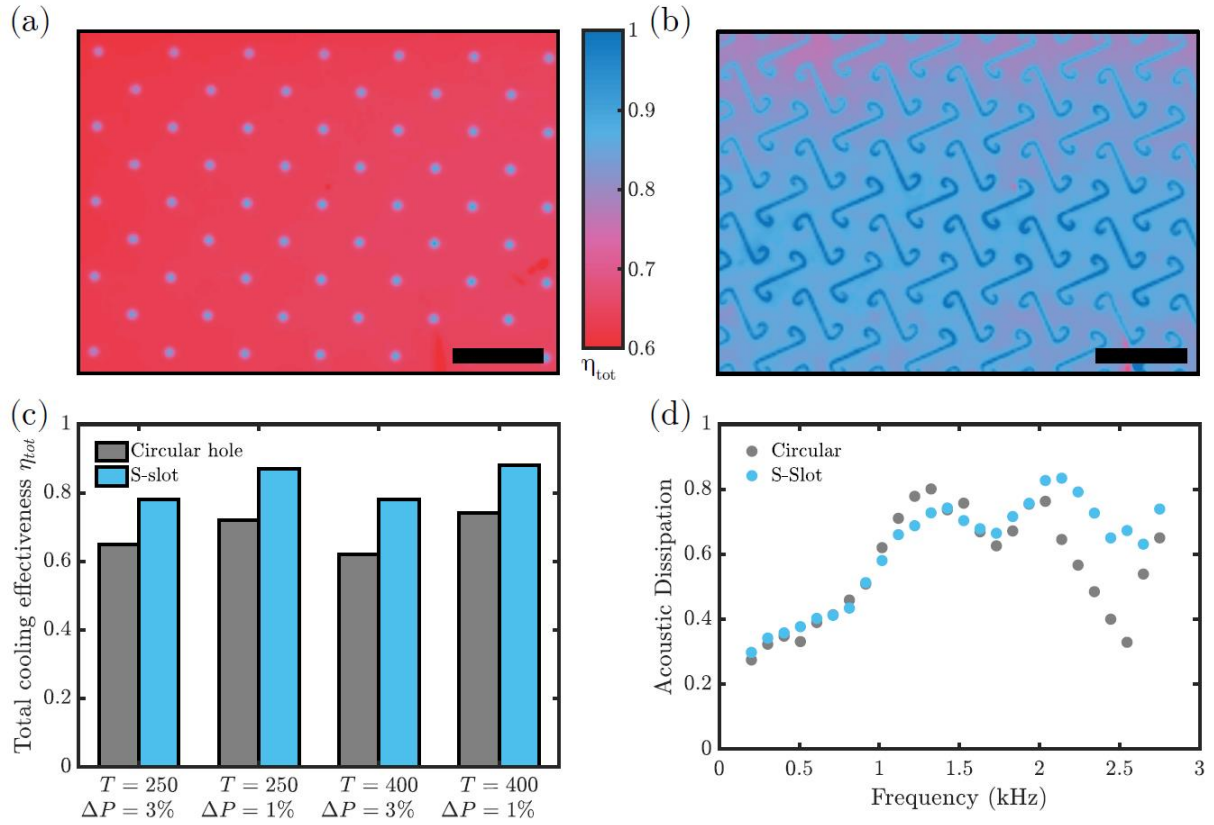 (a)
1
0.9
0.8
0.7
0.6
η_tot
(b)
(c)
Total cooling effectiveness η_tot
1
0.8
0.6
0.4
0.2
0
Circular hole
S-slot
T = 250
ΔP = 3%
T = 250
ΔP = 1%
T = 400
ΔP = 3%
T = 400
ΔP = 1%
(d)
Acoustic Dissipation
1
0.8
0.6
0.4
0.2
0
Circular
S-Slot
0 0.5 1 1.5 2 2.5 3
Frequency (kHz)